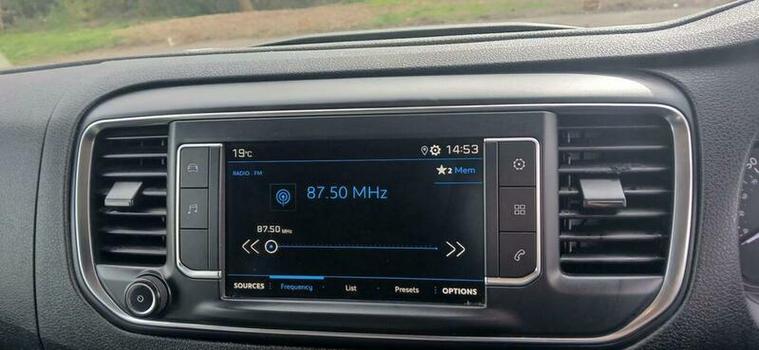 19°C 14:53
RADIO . FM ★2 Mem
87.50 MHz
87.50 MHz
SOURCES Frequency List Presets OPTIONS